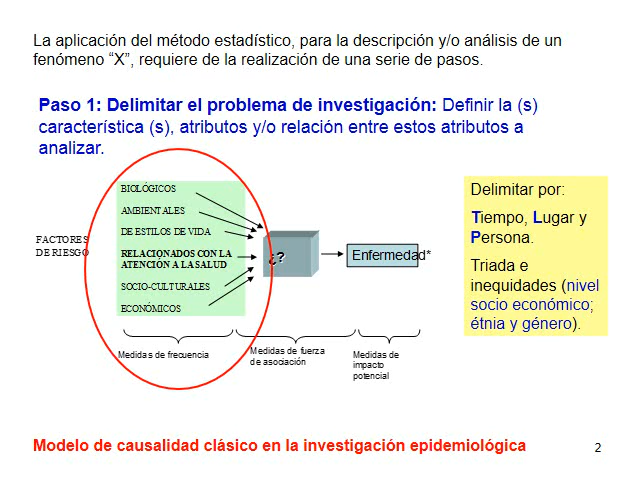 La aplicación del método estadístico, para la descripción y/o análisis de un
fenómeno “X”, requiere de la realización de una serie de pasos.
Paso 1: Delimitar el problema de investigación: Definir la (s)
característica (s), atributos y/o relación entre estos atributos a
analizar.
FACTORES
DE RIESGO
BIOLÓGICOS
AMBIENTALES
DE ESTILOS DE VIDA
RELACIONADOS CON LA
ATENCIÓN A LA SALUD
SOCIO-CULTURALES
ECONÓMICOS
¿?
Enfermedad*
Medidas de frecuencia
Medidas de fuerza
de asociación
Medidas de
impacto
potencial
Delimitar por:
Tiempo, Lugar y
Persona.
Triada e
inequidades (nivel
socio económico;
étnia y género).
Modelo de causalidad clásico en la investigación epidemiológica
2